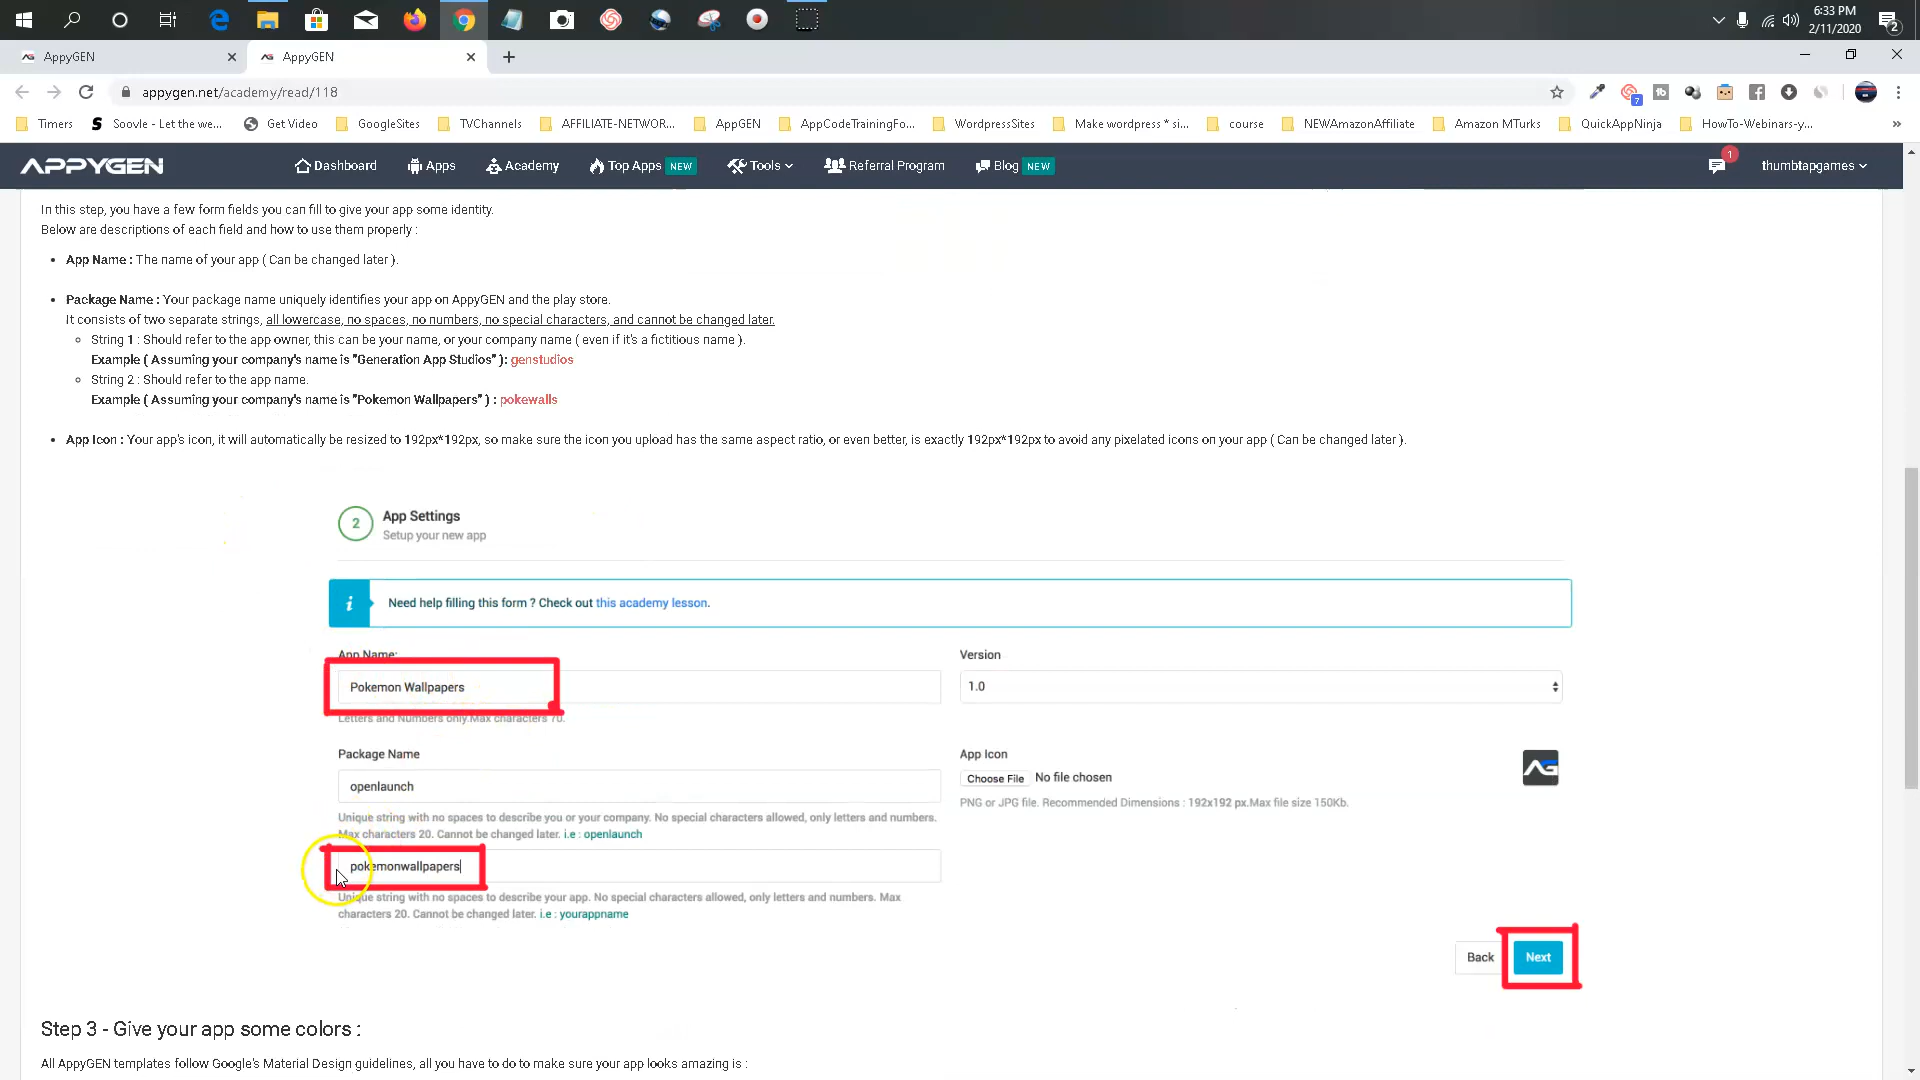 6:33 PM
2/11/2020
2
AppyGEN
AppyGEN
appygen.net/academy/read/118
7
Timers
Soovle - Let the we...
Get Video
GoogleSites
TVChannels
AFFILIATE-NETWOR...
AppGEN
AppCodeTrainingFo...
WordpressSites
Make wordpress * si...
course
NEWAmazonAffiliate
Amazon MTurks
QuickAppNinja
HowTo-Webinars-y...
APPYGEN
Dashboard
Apps
Academy
Top Apps NEW
Tools
Referral Program
Blog NEW
1
thumbtapgames
In this step, you have a few form fields you can fill to give your app some identity.
Below are descriptions of each field and how to use them properly :
• App Name : The name of your app ( Can be changed later ).
• Package Name : Your package name uniquely identifies your app on AppyGEN and the play store.
It consists of two separate strings, all lowercase, no spaces, no numbers, no special characters, and cannot be changed later.
String 1 : Should refer to the app owner, this can be your name, or your company name ( even if it's a fictitious name ).
Example ( Assuming your company's name is "Generation App Studios" ): genstudios
String 2 : Should refer to the app name.
Example ( Assuming your company's name is "Pokemon Wallpapers" ) : pokewalls
• App Icon : Your app's icon, it will automatically be resized to 192px*192px, so make sure the icon you upload has the same aspect ratio, or even better, is exactly 192px*192px to avoid any pixelated icons on your app ( Can be changed later ).
2
App Settings
Setup your new app
i
Need help filling this form ? Check out this academy lesson.
App Name:
Version
Pokemon Wallpapers
1.0
Letters and Numbers only.Max characters 70.
Package Name
App Icon
openlaunch
Choose File No file chosen
PNG or JPG file. Recommended Dimensions : 192x192 px.Max file size 150Kb.
Unique string with no spaces to describe you or your company. No special characters allowed, only letters and numbers.
Max characters 20. Cannot be changed later. i.e : openlaunch
pokemonwallpapers
Unique string with no spaces to describe your app. No special characters allowed, only letters and numbers. Max
characters 20. Cannot be changed later. i.e : yourappname
Back
Next
Step 3 - Give your app some colors :
All AppyGEN templates follow Google's Material Design guidelines, all you have to do to make sure your app looks amazing is :